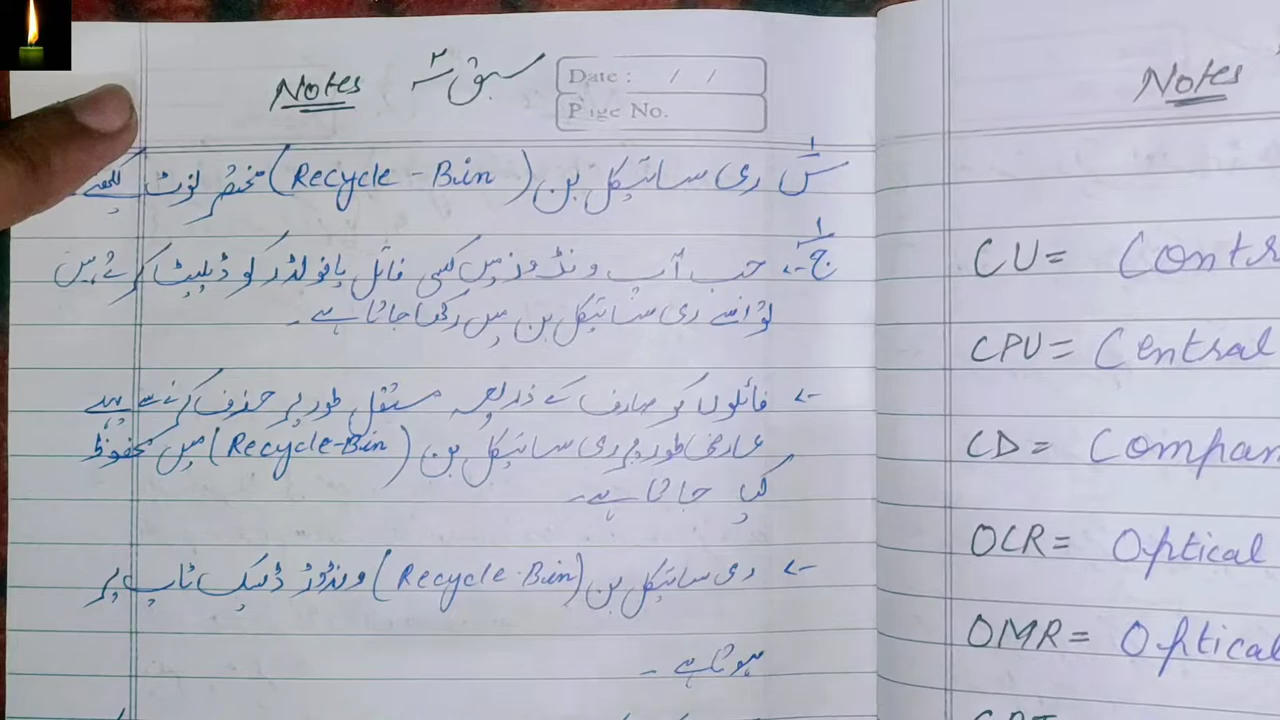 Notes سبق ۲
Date : / /
Page No.
س۱ ری سائیکل بن (Recycle-Bin) مختصر نوٹ لکھئے۔
ج۱ -> جب آپ ونڈوز میں کسی فائل یا فولڈر کو ڈیلیٹ کرتے ہیں
تو اسے ری سائیکل بن میں رکھا جاتا ہے۔
-> فائلوں کو صارف کے ذریعہ مستقل طور پر حذف کرنے سے پہلے
عارضی طور پر ری سائیکل بن (Recycle-Bin) میں محفوظ
کیا جاتا ہے۔
-> ری سائیکل بن (Recycle-Bin) ونڈوز ڈیسک ٹاپ پر
ہوتا ہے۔
Notes
CU = Contr
CPU = Central
CD = Compan
OCR = Optical
OMR = Optical